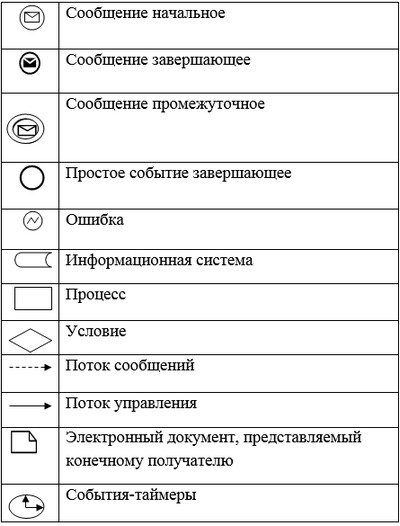 Сообщение начальное
Сообщение завершающее
Сообщение промежуточное
Простое событие завершающее
Ошибка
Информационная система
Процесс
Условие
Поток сообщений
Поток управления
Электронный документ, представляемый
конечному получателю
События-таймеры